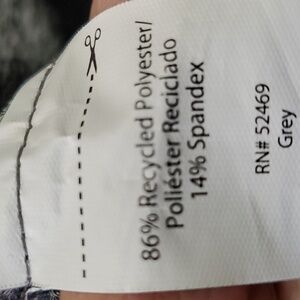 86% Recycled Polyester/
Poliéster Reciclado
14% Spandex
RN# 52469
Grey